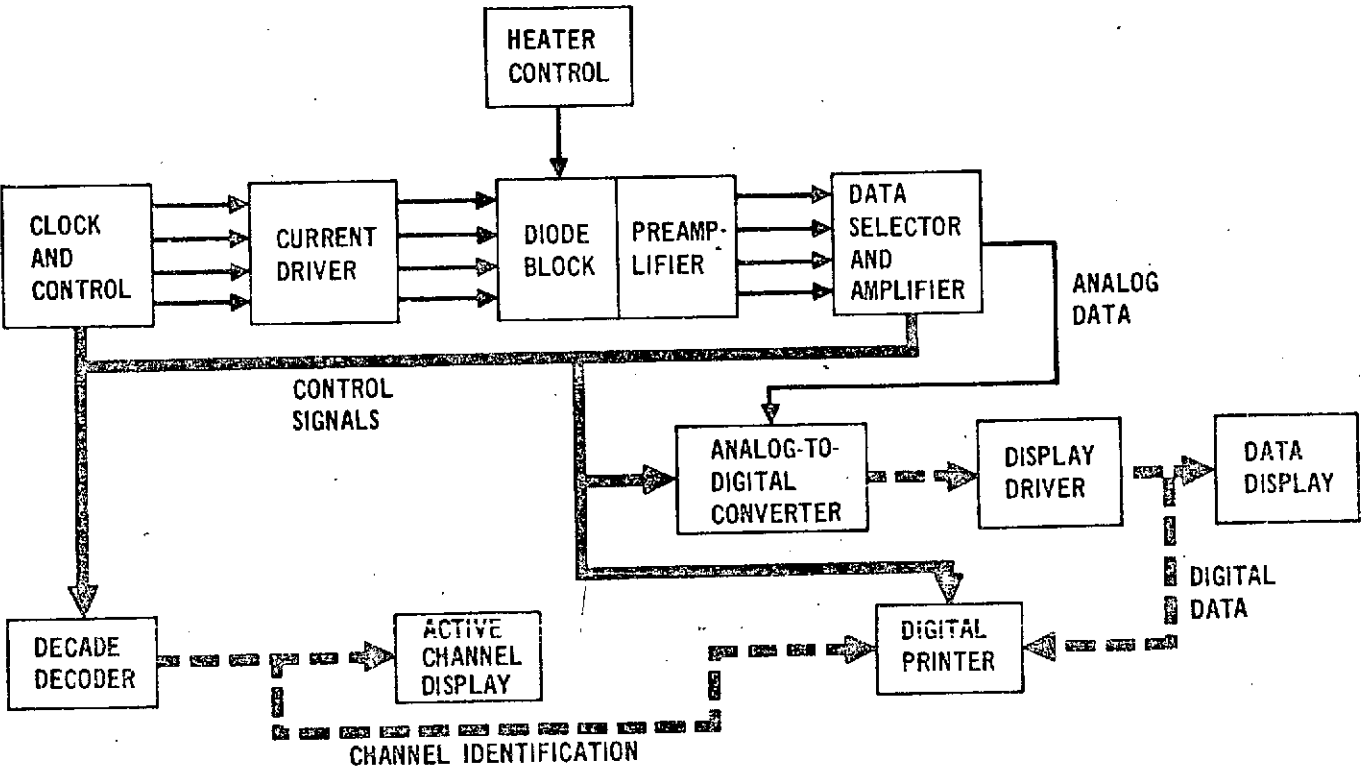 HEATER
CONTROL
CLOCK
AND
CONTROL
CURRENT
DRIVER
DIODE
BLOCK
PREAMP-
LIFIER
DATA
SELECTOR
AND
AMPLIFIER
ANALOG
DATA
CONTROL
SIGNALS
ANALOG-TO-
DIGITAL
CONVERTER
DISPLAY
DRIVER
DATA
DISPLAY
DIGITAL
DATA
DECADE
DECODER
ACTIVE
CHANNEL
DISPLAY
DIGITAL
PRINTER
CHANNEL IDENTIFICATION